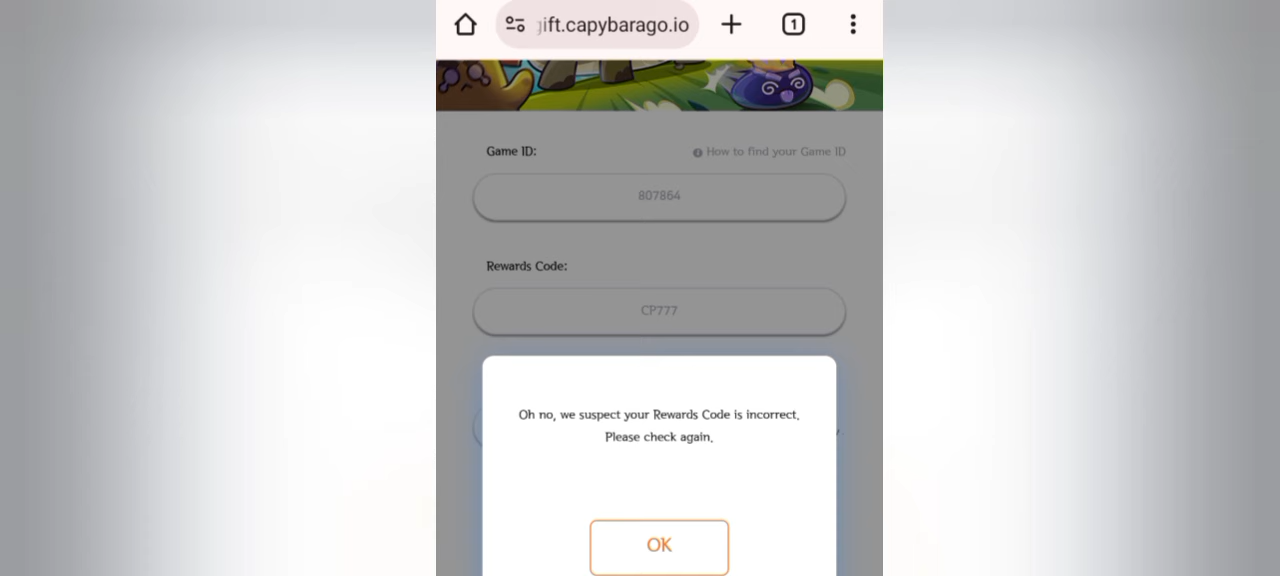 gift.capybarago.io
1
Game ID:
How to find your Game ID
807864
Rewards Code:
CP777
Oh no, we suspect your Rewards Code is incorrect.
Please check again.
OK